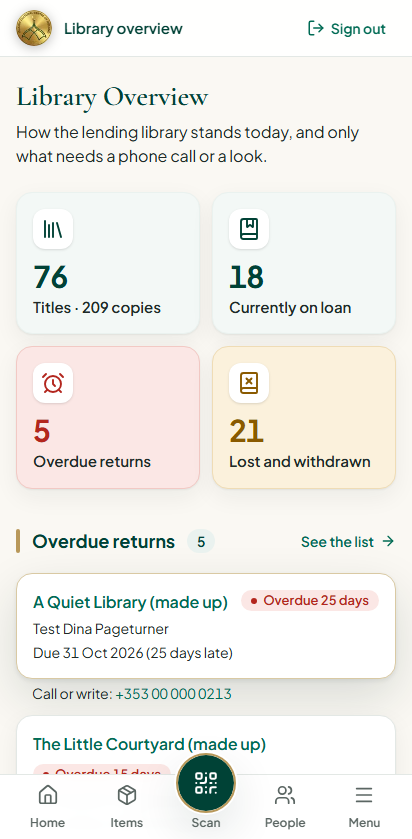 Library overview
Sign out
Library Overview
How the lending library stands today, and only
what needs a phone call or a look.
76
Titles · 209 copies
18
Currently on loan
5
Overdue returns
21
Lost and withdrawn
Overdue returns 5
See the list →
A Quiet Library (made up)
Overdue 25 days
Test Dina Pageturner
Due 31 Oct 2026 (25 days late)
Call or write: +353 00 000 0213
The Little Courtyard (made up)
Overdue 15 days
Home
Items
Scan
People
Menu